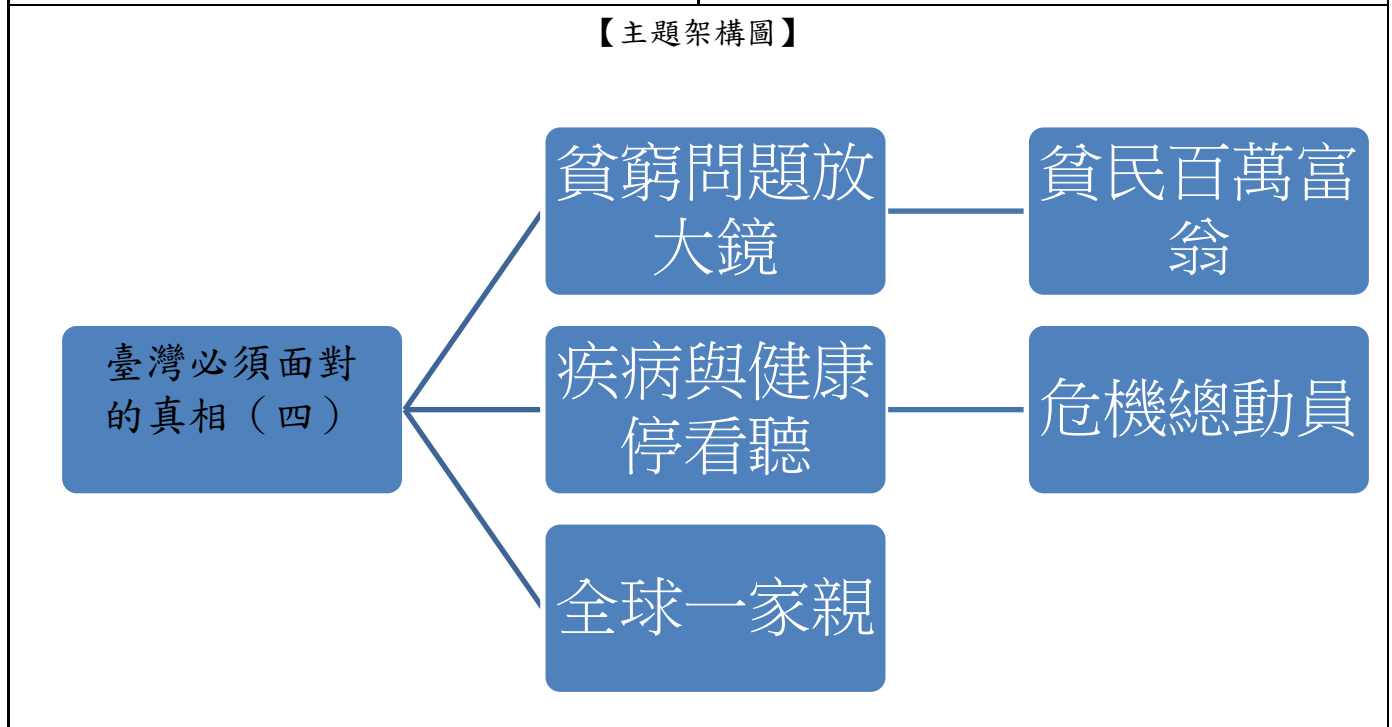 【主題架構圖】
貧窮問題放
大鏡
貧民百萬富
翁
臺灣必須面對
的真相（四）
疾病與健康
停看聽
危機總動員
全球一家親